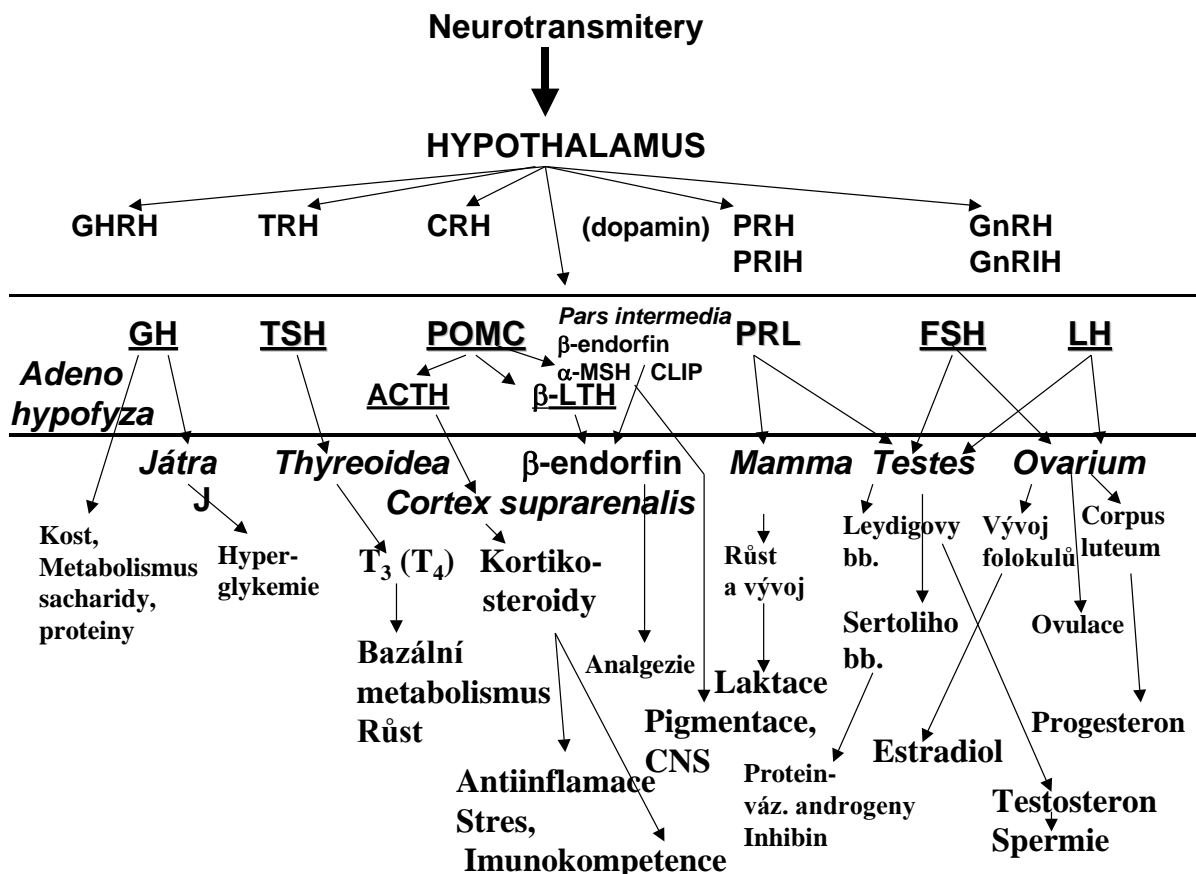 Neurotransmitery
HYPOTHALAMUS
GHRH TRH CRH (dopamin) PRH GnRH
PRIH GnRIH
GH TSH POMC Pars intermedia PRL FSH LH
β-endorfin
α-MSH CLIP
Adeno
hypofyza
ACTH β-LTH
Játra Thyreoidea β-endorfin Mamma Testes Ovarium
J
Cortex suprarenalis
Kost,
Metabolismus
sacharidy,
proteiny
Hyper-
glykemie
T3 (T4)
Kortiko-
steroidy
Růst
a vývoj
Leydigovy
bb.
Vývoj
folokulů
Corpus
luteum
Bazální
metabolismus
Růst
Analgezie
Sertoliho
bb.
Ovulace
Laktace
Pigmentace,
CNS
Estradiol
Progesteron
Antiinflamace
Stres,
Imunokompetence
Protein-
váz. androgeny
Inhibin
Testosteron
Spermie